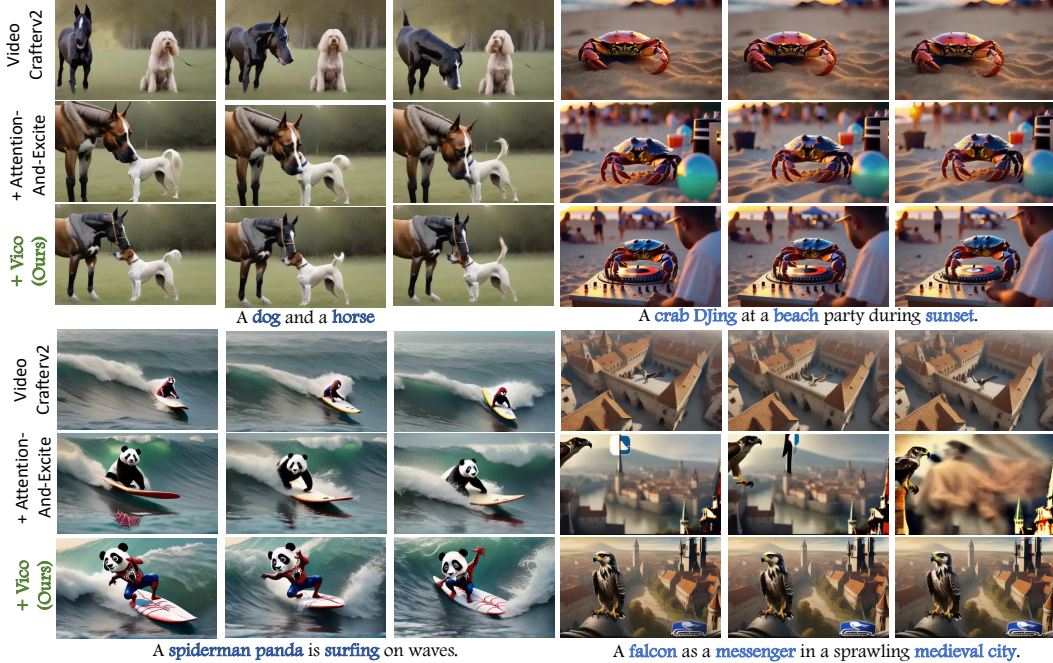 Video
Crafterv2
+ Attention-
And-Excite
+ Vico
(Ours)
A dog and a horse
A crab DJing at a beach party during sunset.
Video
Crafterv2
+ Attention-
And-Excite
+ Vico
(Ours)
A spiderman panda is surfing on waves.
A falcon as a messenger in a sprawling medieval city.